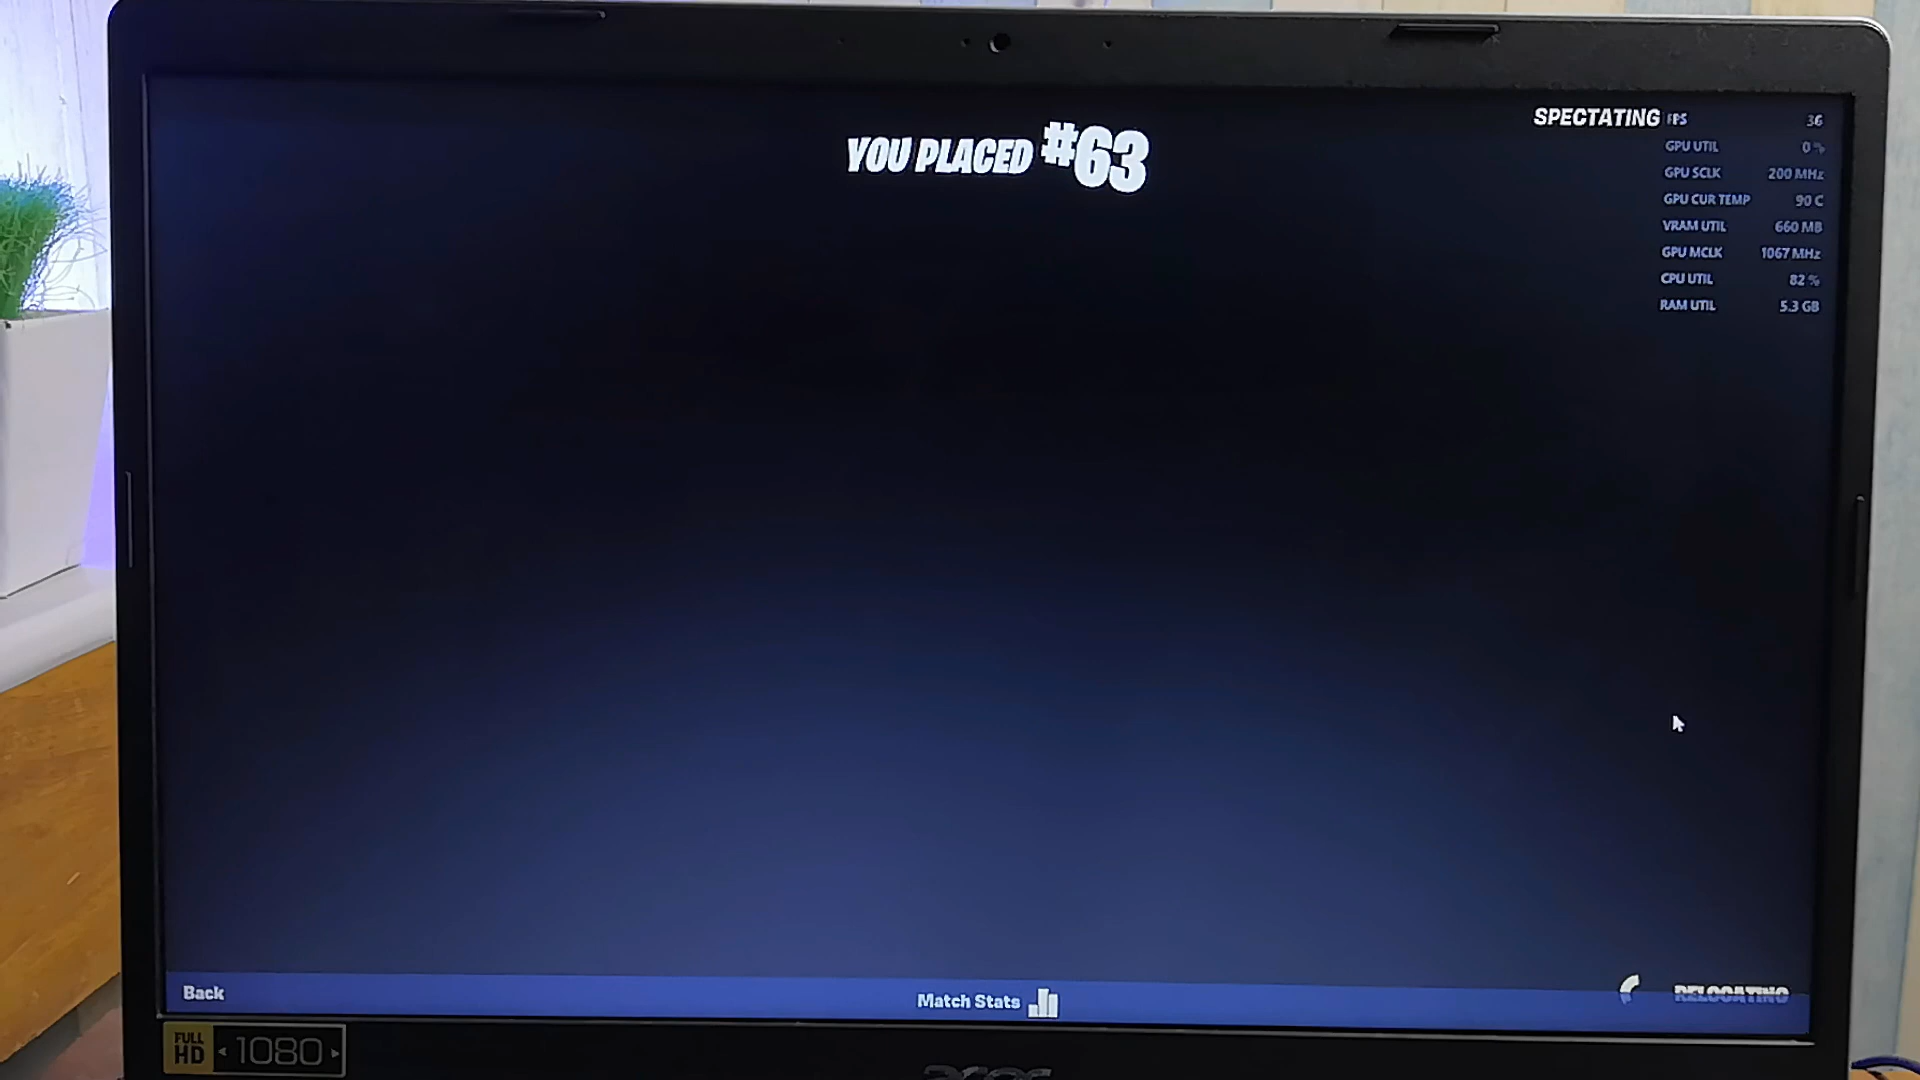 YOU PLACED #63
SPECTATING
FPS 36
GPU UTIL 0 %
GPU SCLK 200 MHz
GPU CUR TEMP 90 C
VRAM UTIL 660 MB
GPU MCLK 1067 MHz
CPU UTIL 82 %
RAM UTIL 5.3 GB
Back
Match Stats
RELOCATING
FULL HD 1080
acer